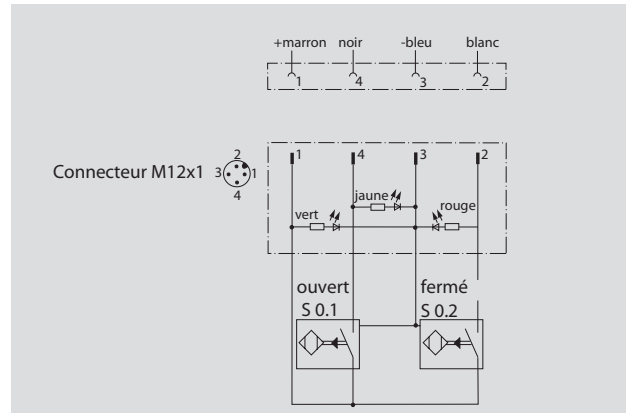 +marron noir -bleu blanc
1 4 3 2
1 4 3 2
Connecteur M12x1
2
3 1
4
jaune
vert rouge
ouvert fermé
S 0.1 S 0.2